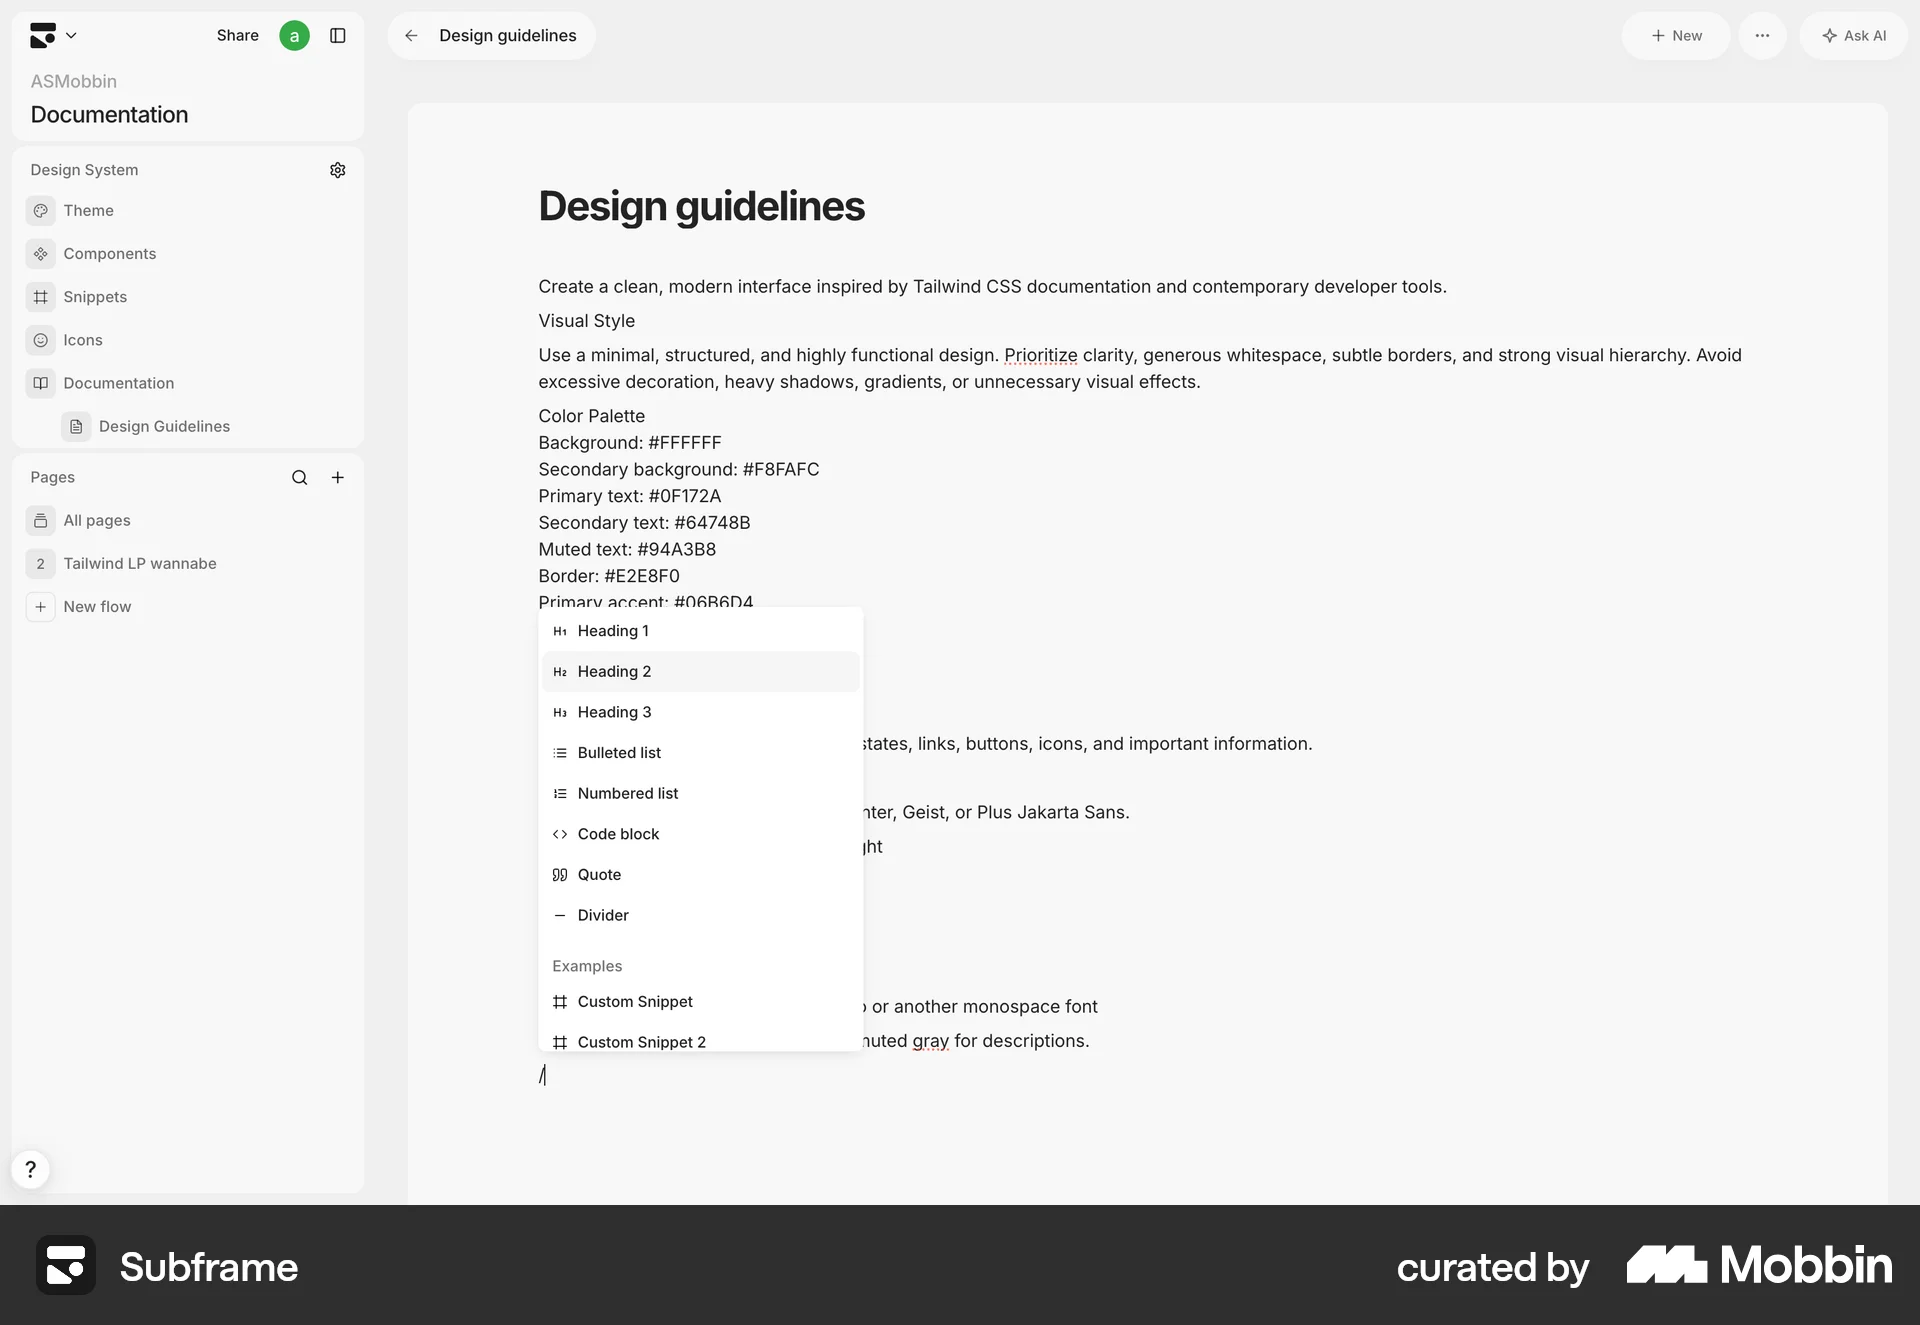 Share
a
ASMobbin
Documentation
Design System
Theme
Components
Snippets
Icons
Documentation
Design Guidelines
Pages
All pages
2 Tailwind LP wannabe
New flow
?
Design guidelines
New
Ask AI
Design guidelines
Create a clean, modern interface inspired by Tailwind CSS documentation and contemporary developer tools.
Visual Style
Use a minimal, structured, and highly functional design. Prioritize clarity, generous whitespace, subtle borders, and strong visual hierarchy. Avoid
excessive decoration, heavy shadows, gradients, or unnecessary visual effects.
Color Palette
Background: #FFFFFF
Secondary background: #F8FAFC
Primary text: #0F172A
Secondary text: #64748B
Muted text: #94A3B8
Border: #E2E8F0
Primary accent: #06B6D4
H1 Heading 1
H2 Heading 2
H3 Heading 3
states, links, buttons, icons, and important information.
Bulleted list
Numbered list
nter, Geist, or Plus Jakarta Sans.
Code block
ght
Quote
Divider
Examples
Custom Snippet
o or another monospace font
Custom Snippet 2
muted gray for descriptions.
/
Subframe
curated by Mobbin